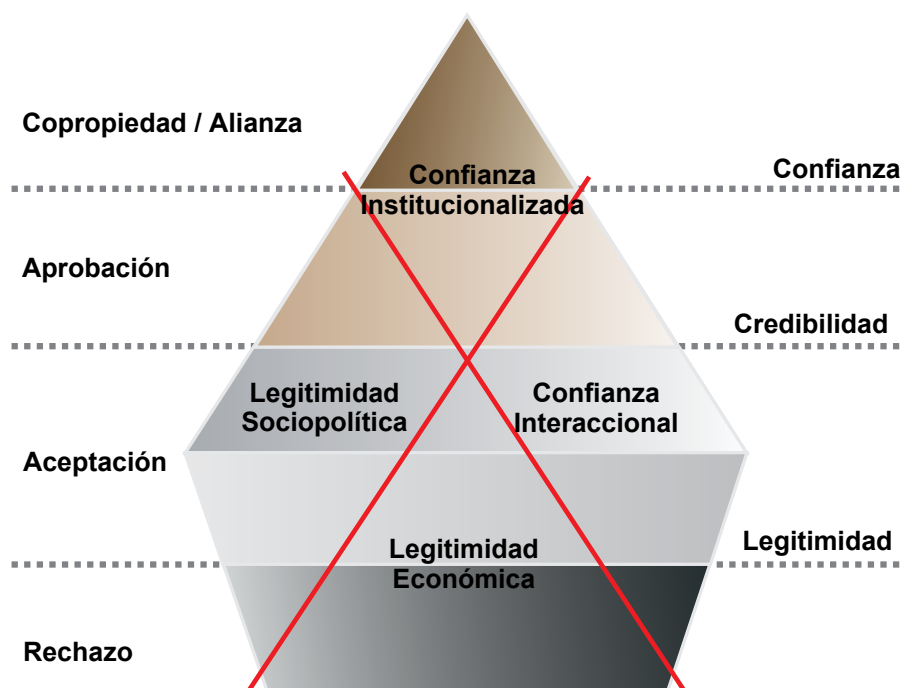 Copropiedad / Alianza
Confianza
Confianza
Institucionalizada
Aprobación
Credibilidad
Legitimidad
Sociopolítica
Confianza
Interaccional
Aceptación
Legitimidad
Legitimidad
Económica
Rechazo